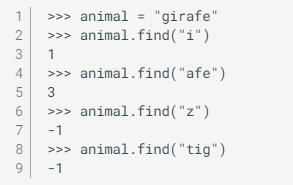 1 >>> animal = "girafe"
2 >>> animal.find("i")
3 1
4 >>> animal.find("afe")
5 3
6 >>> animal.find("z")
7 -1
8 >>> animal.find("tig")
9 -1